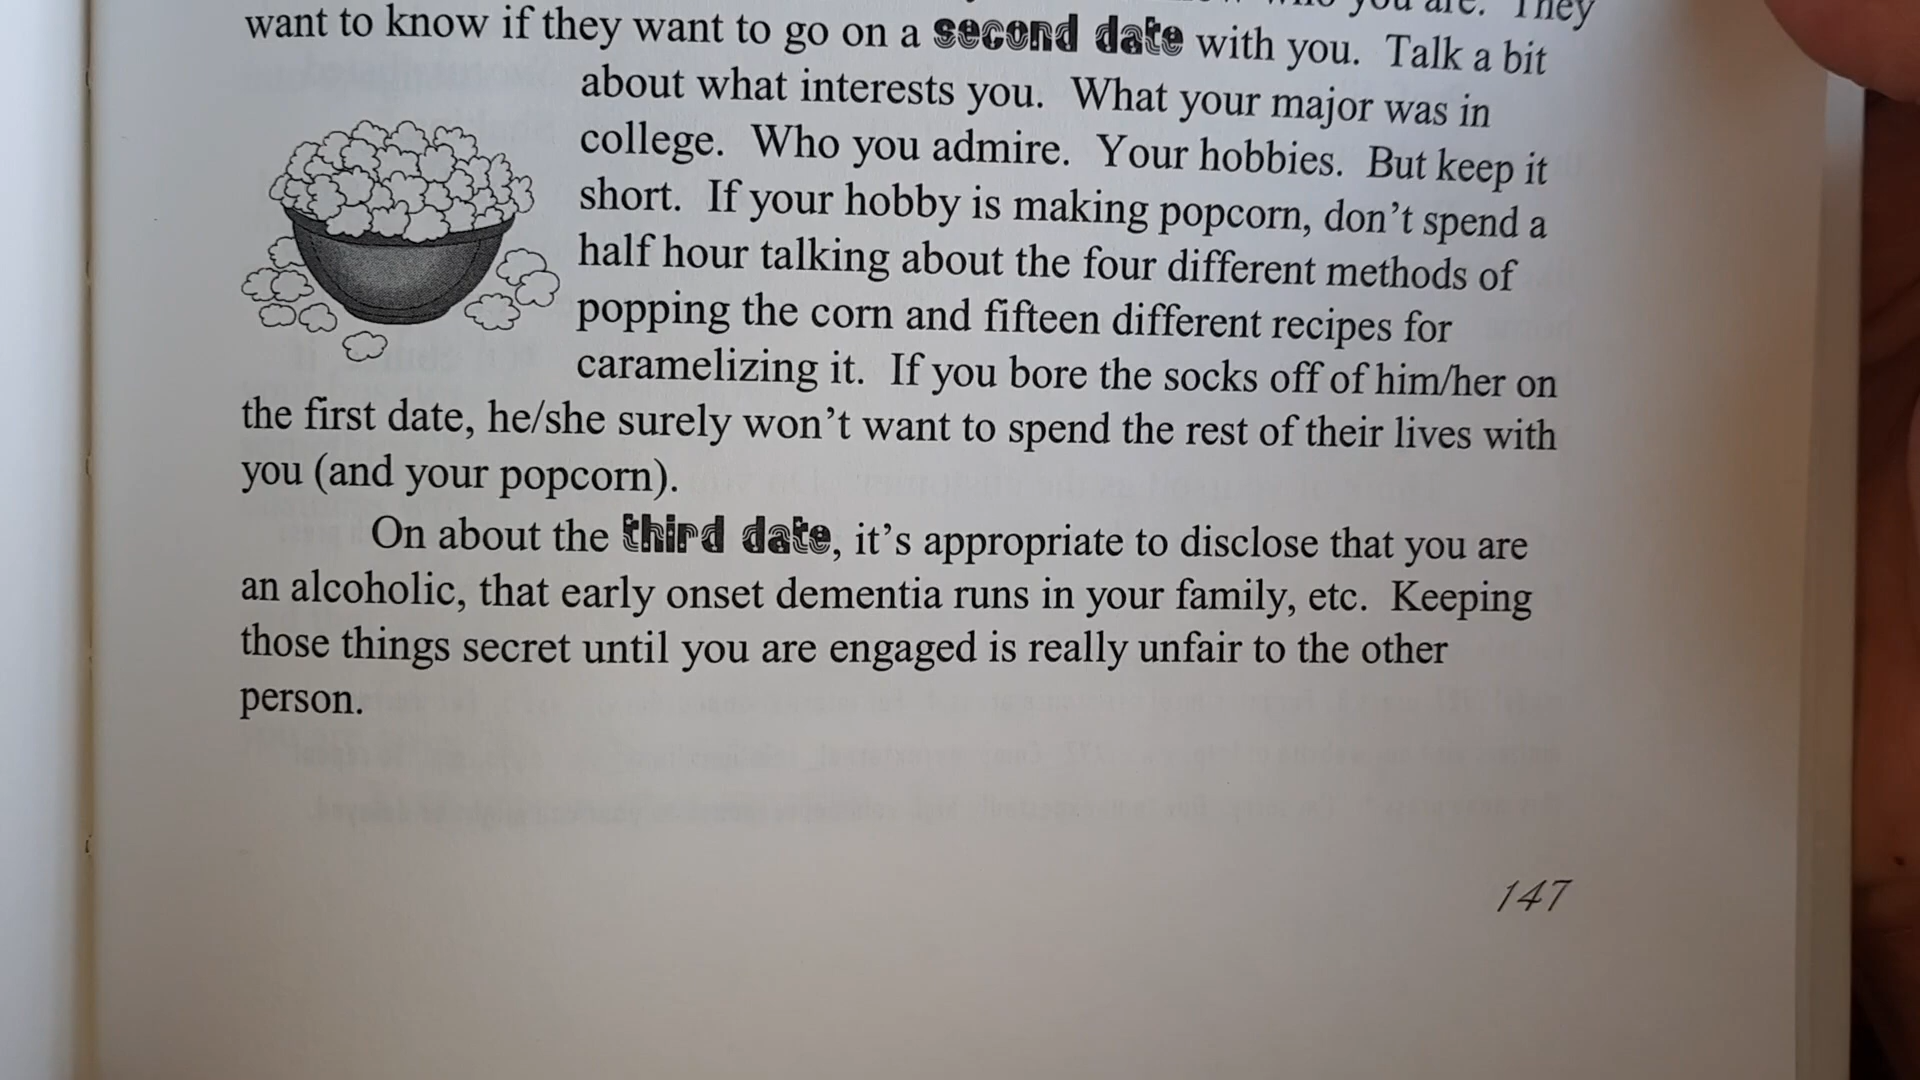 who you are. They
want to know if they want to go on a second date with you. Talk a bit
about what interests you. What your major was in
college. Who you admire. Your hobbies. But keep it
short. If your hobby is making popcorn, don't spend a
half hour talking about the four different methods of
popping the corn and fifteen different recipes for
caramelizing it. If you bore the socks off of him/her on
the first date, he/she surely won't want to spend the rest of their lives with
you (and your popcorn).
On about the third date, it's appropriate to disclose that you are
an alcoholic, that early onset dementia runs in your family, etc. Keeping
those things secret until you are engaged is really unfair to the other
person.
147